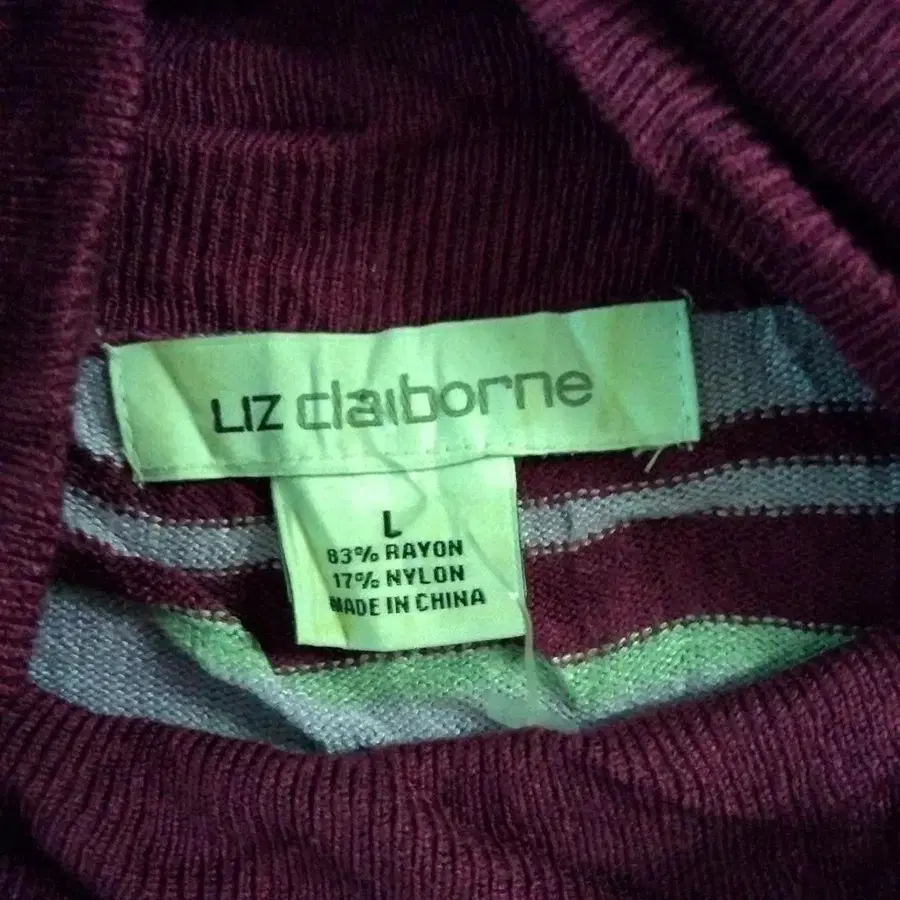 LIZ claiborne
L
83% RAYON
17% NYLON
MADE IN CHINA